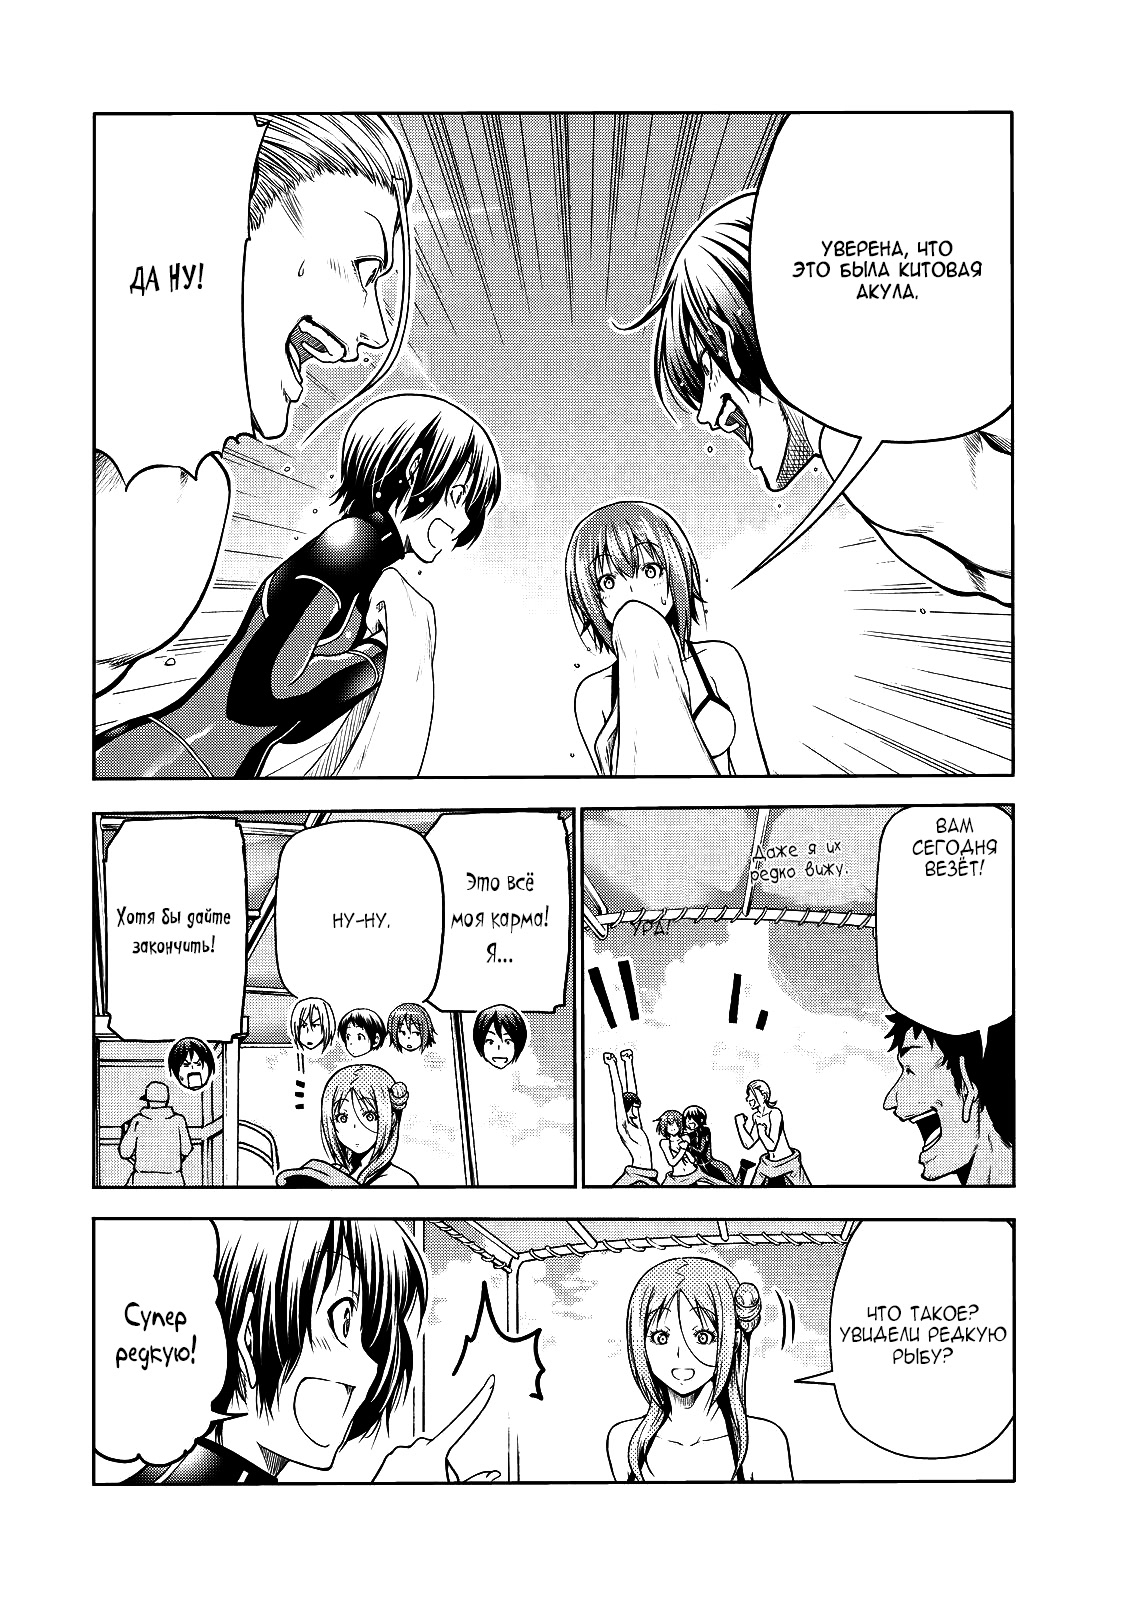 УВЕРЕНА, ЧТО
ЭТО БЫЛА КИТОВАЯ
АКУЛА.
ДА НУ!
ВАМ
СЕГОДНЯ
ВЕЗЁТ!
Даже я их
редко вижу.
УРА!
Это всё
моя карма!
Я...
НУ-НУ.
Хотя бы дайте
закончить!
ЧТО ТАКОЕ?
УВИДЕЛИ РЕДКУЮ
РЫБУ?
Супер
редкую!